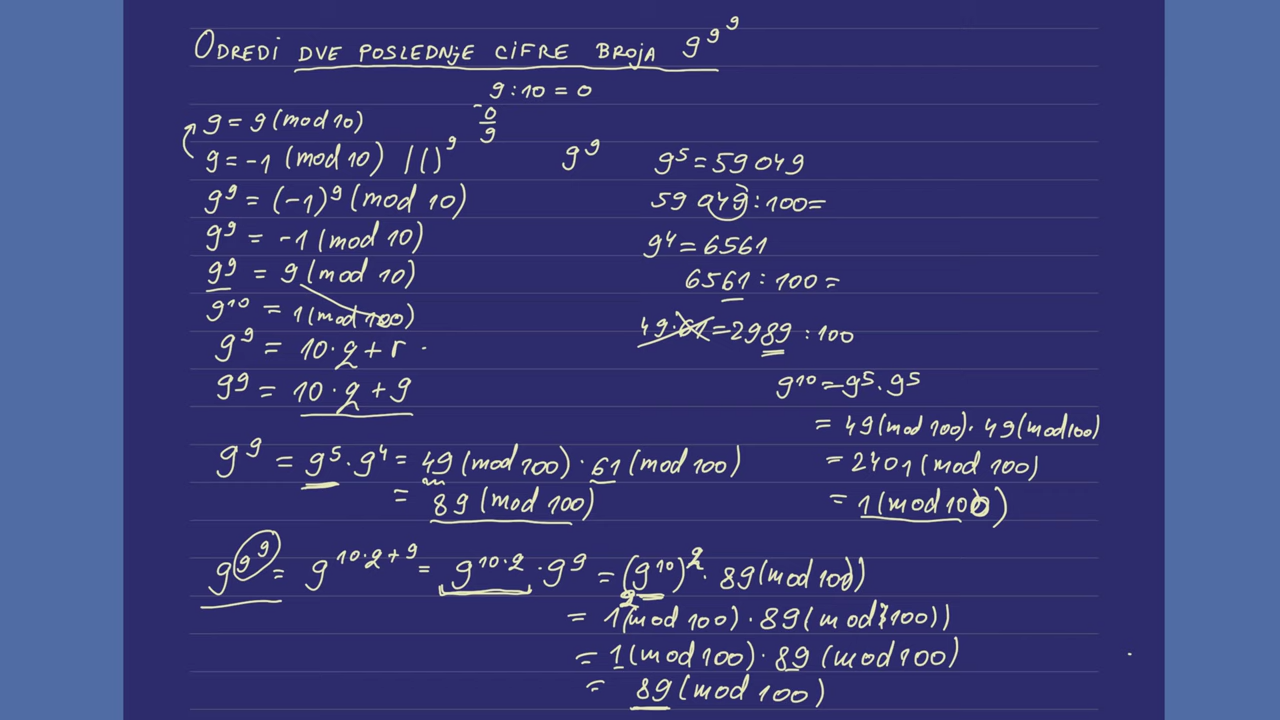 ODREDI DVE POSLEDNJE CIFRE BROJA 9^9^9
9:10=0
-0
9
9=9(mod 10)
9=-1 (mod 10) |()^9
9^9 = (-1)^9 (mod 10)
9^9 = -1(mod 10)
9^9 = 9(mod 10)
9^10 = 1(mod 100)
9^9 = 10·q+r
9^9 = 10·q+9
9^9
9^5=59049
59049:100=
9^4=6561
6561:100=
49·61=2989:100
9^10=9^5·9^5
= 49(mod 100)·49(mod 100)
= 2401(mod 100)
= 1(mod 100)
9^9 = 9^5·9^4 = 49(mod 100)·61(mod 100)
= 89(mod 100)
9^9^9 = 9^10·q+9 = 9^10·q·9^9 = (9^10)^q·89(mod 100)
= 1^q(mod 100)·89(mod 100))
= 1(mod 100)·89(mod 100)
= 89(mod 100)